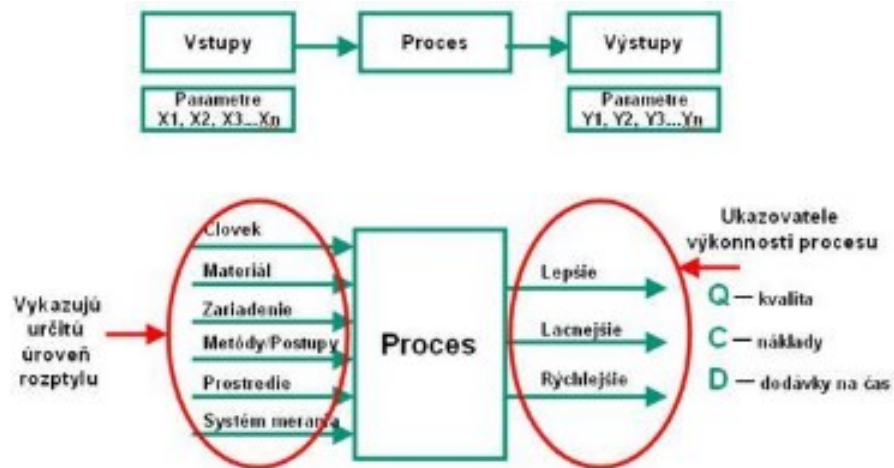 Vstupy
Proces
Výstupy
Parametre
X1, X2, X3...Xn
Parametre
Y1, Y2, Y3...Yn
Vykazujú
určitú
úroveň
rozptylu
Človek
Materiál
Zariadenie
Metódy/Postupy
Prostredie
Systém merania
Proces
Lepšie
Lacnejšie
Rýchlejšie
Ukazovatele
výkonnosti procesu
Q — kvalita
C — náklady
D — dodávky na čas